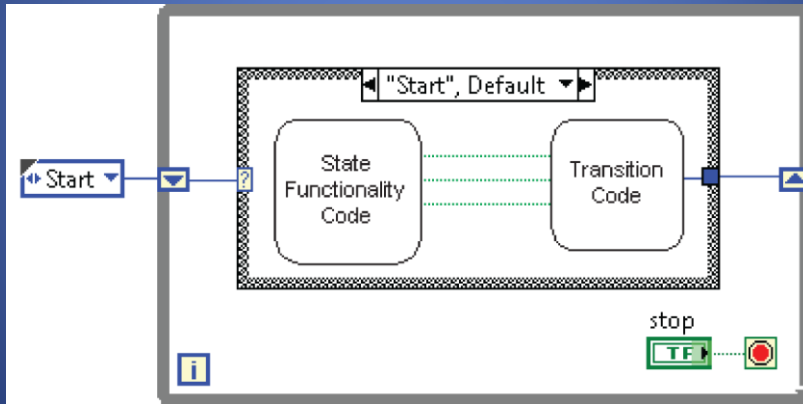 "Start", Default
Start
?
State
Functionality
Code
Transition
Code
stop
TF
i